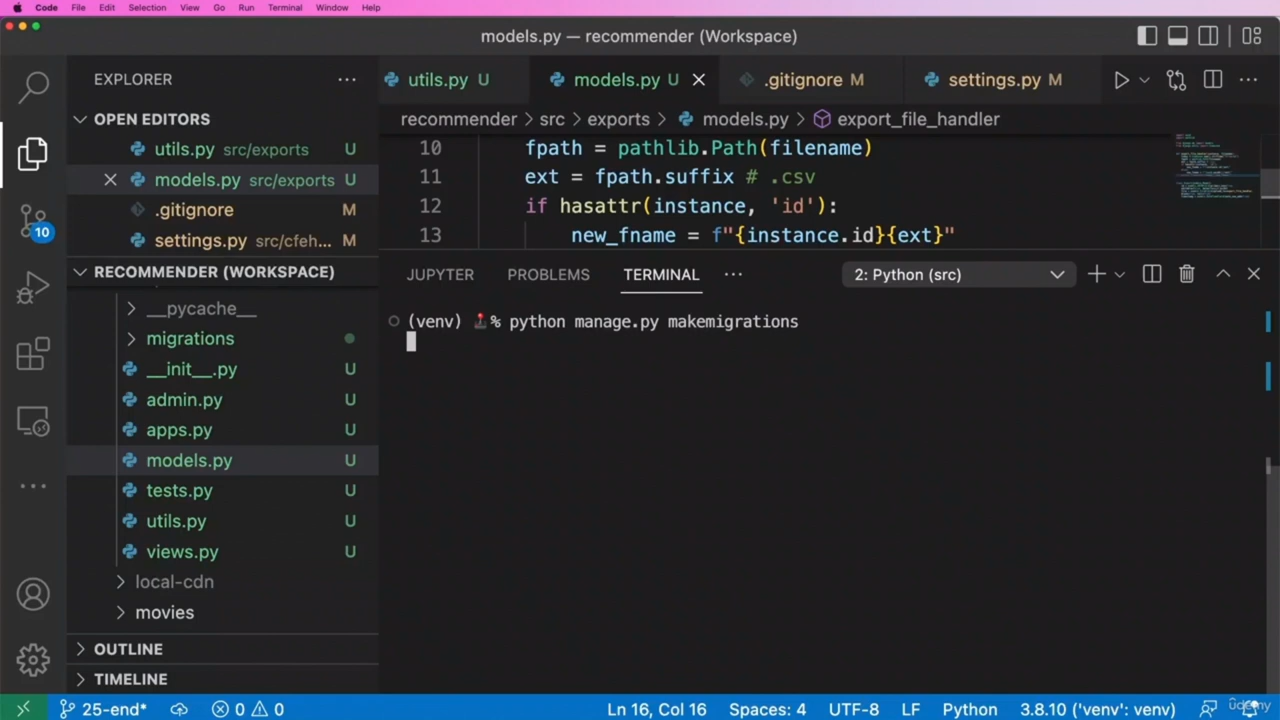 Code File Edit Selection View Go Run Terminal Window Help
models.py — recommender (Workspace)
EXPLORER
OPEN EDITORS
utils.py src/exports U
models.py src/exports U
.gitignore M
settings.py src/cfeh... M
RECOMMENDER (WORKSPACE)
__pycache__
migrations
__init__.py U
admin.py U
apps.py U
models.py U
tests.py U
utils.py U
views.py U
local-cdn
movies
OUTLINE
TIMELINE
10
utils.py U models.py U .gitignore M settings.py M
recommender > src > exports > models.py > export_file_handler
10 fpath = pathlib.Path(filename)
11 ext = fpath.suffix # .csv
12 if hasattr(instance, 'id'):
13 new_fname = f"{instance.id}{ext}"
JUPYTER PROBLEMS TERMINAL ... 2: Python (src)
(venv) % python manage.py makemigrations
25-end* 0 0 Ln 16, Col 16 Spaces: 4 UTF-8 LF Python 3.8.10 ('venv': venv)
udemy